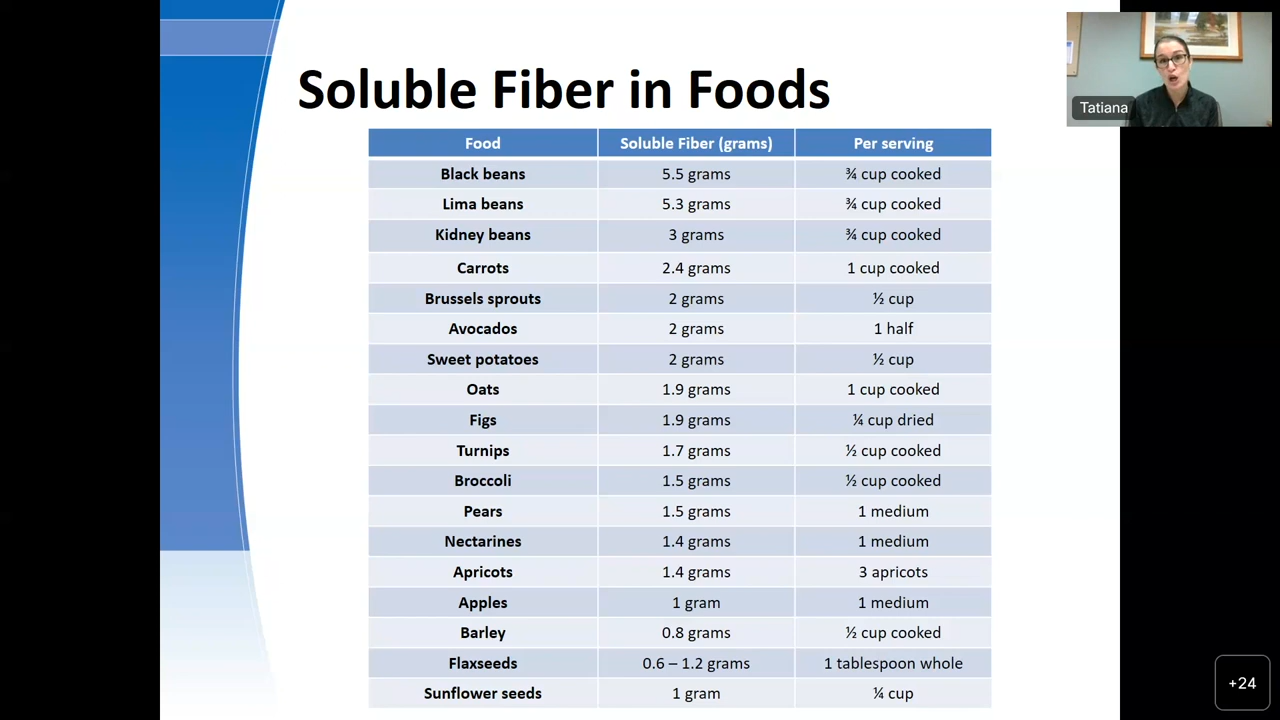 Soluble Fiber in Foods
Tatiana
Food Soluble Fiber (grams) Per serving
Black beans 5.5 grams ¾ cup cooked
Lima beans 5.3 grams ¾ cup cooked
Kidney beans 3 grams ¾ cup cooked
Carrots 2.4 grams 1 cup cooked
Brussels sprouts 2 grams ½ cup
Avocados 2 grams 1 half
Sweet potatoes 2 grams ½ cup
Oats 1.9 grams 1 cup cooked
Figs 1.9 grams ¼ cup dried
Turnips 1.7 grams ½ cup cooked
Broccoli 1.5 grams ½ cup cooked
Pears 1.5 grams 1 medium
Nectarines 1.4 grams 1 medium
Apricots 1.4 grams 3 apricots
Apples 1 gram 1 medium
Barley 0.8 grams ½ cup cooked
Flaxseeds 0.6 – 1.2 grams 1 tablespoon whole
Sunflower seeds 1 gram ¼ cup
+24